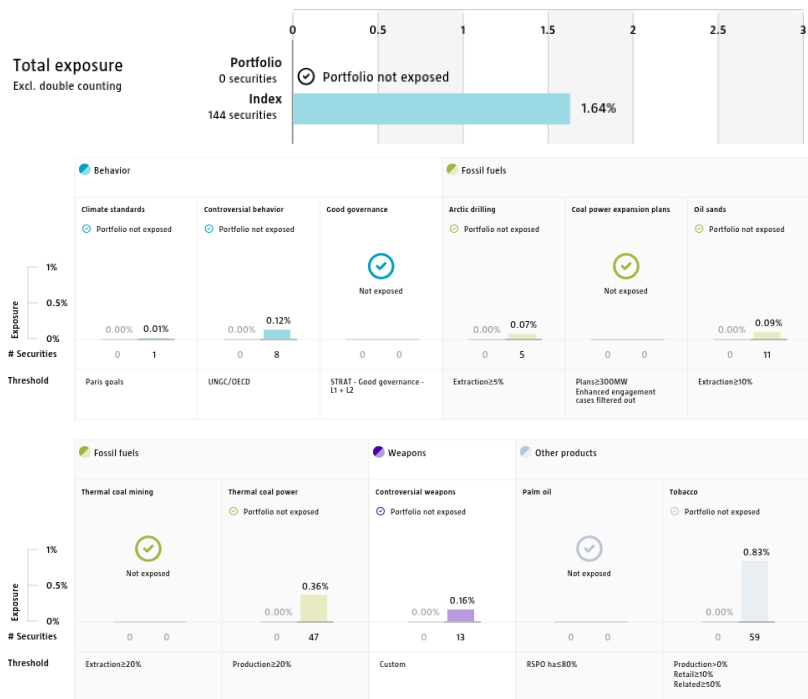 0 0.5 1 1.5 2 2.5 3
Total exposure
Excl. double counting
Portfolio
0 securities
Portfolio not exposed
Index
144 securities
1.64%
Behavior
Fossil fuels
Climate standards
Controversial behavior
Good governance
Arctic drilling
Coal power expansion plans
Oil sands
Portfolio not exposed
Portfolio not exposed
Not exposed
Portfolio not exposed
Not exposed
Portfolio not exposed
Exposure
1%
0.5%
0%
0.00% 0.01%
0.00% 0.12%
0.00% 0.07%
0.00% 0.09%
# Securities
0 1
0 8
0 0
0 5
0 0
0 11
Threshold
Paris goals
UNGC/OECD
STRAT - Good governance -
L1 + L2
Extraction≥5%
Plans≥300MW
Enhanced engagement
cases filtered out
Extraction≥10%
Fossil fuels
Weapons
Other products
Thermal coal mining
Thermal coal power
Controversial weapons
Palm oil
Tobacco
Not exposed
Portfolio not exposed
Portfolio not exposed
Not exposed
Portfolio not exposed
Exposure
1%
0.5%
0%
0.00% 0.36%
0.00% 0.16%
0.00% 0.83%
# Securities
0 0
0 47
0 13
0 0
0 59
Threshold
Extraction≥20%
Production≥20%
Custom
RSPO ha≤80%
Production>0%
Retail≥10%
Related≥50%